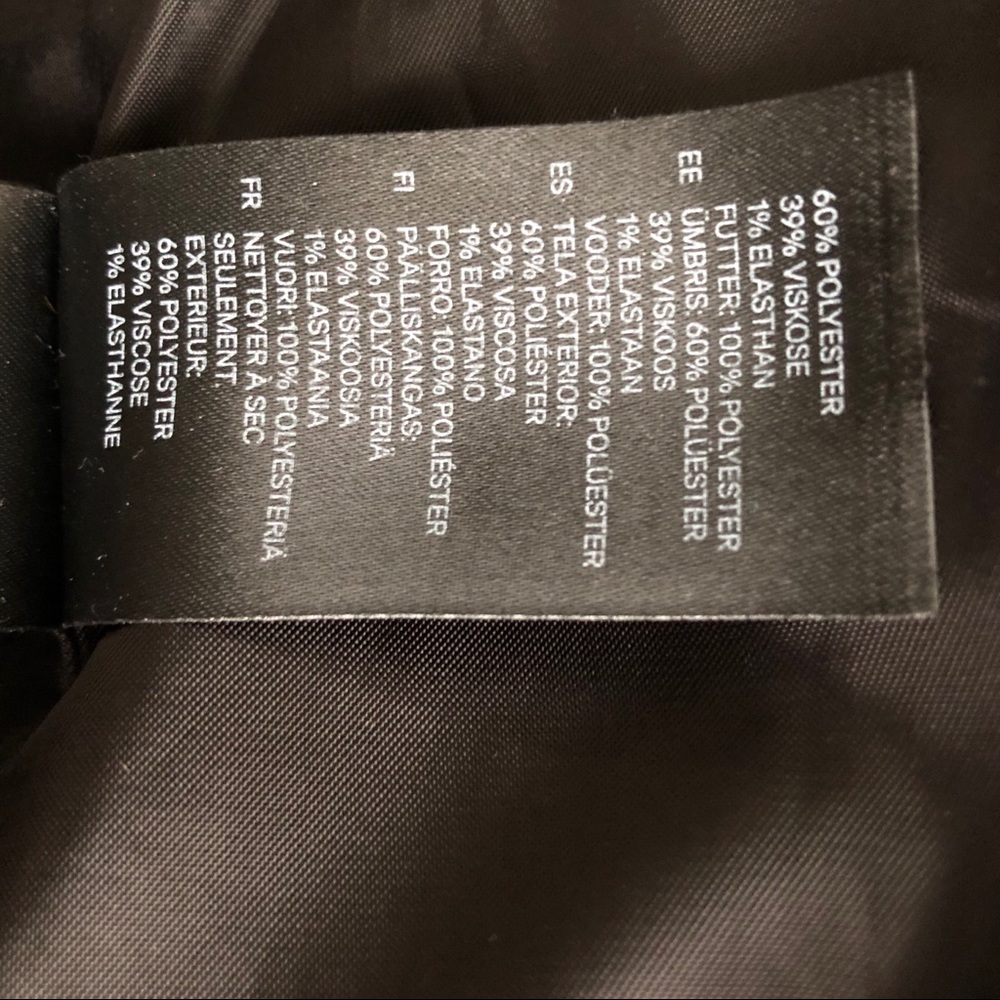 60% POLYESTER
39% VISKOSE
1% ELASTHAN
FUTTER: 100% POLYESTER
EE ÜMBRIS: 60% POLÜESTER
39% VISKOOS
1% ELASTAAN
VOODER: 100% POLÜESTER
ES TELA EXTERIOR:
60% POLIÉSTER
39% VISCOSA
1% ELASTANO
FORRO: 100% POLIÉSTER
FI PÄÄLLISKANGAS:
60% POLYESTERIÄ
39% VISKOOSIA
1% ELASTAANIA
VUORI: 100% POLYESTERIÄ
FR NETTOYER À SEC
SEULEMENT.
EXTÉRIEUR:
60% POLYESTER
39% VISCOSE
1% ELASTHANNE